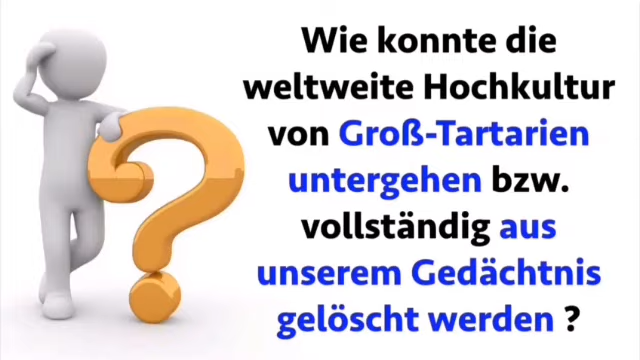 Wie konnte die
weltweite Hochkultur
von Groß-Tartarien
untergehen bzw.
vollständig aus
unserem Gedächtnis
gelöscht werden ?